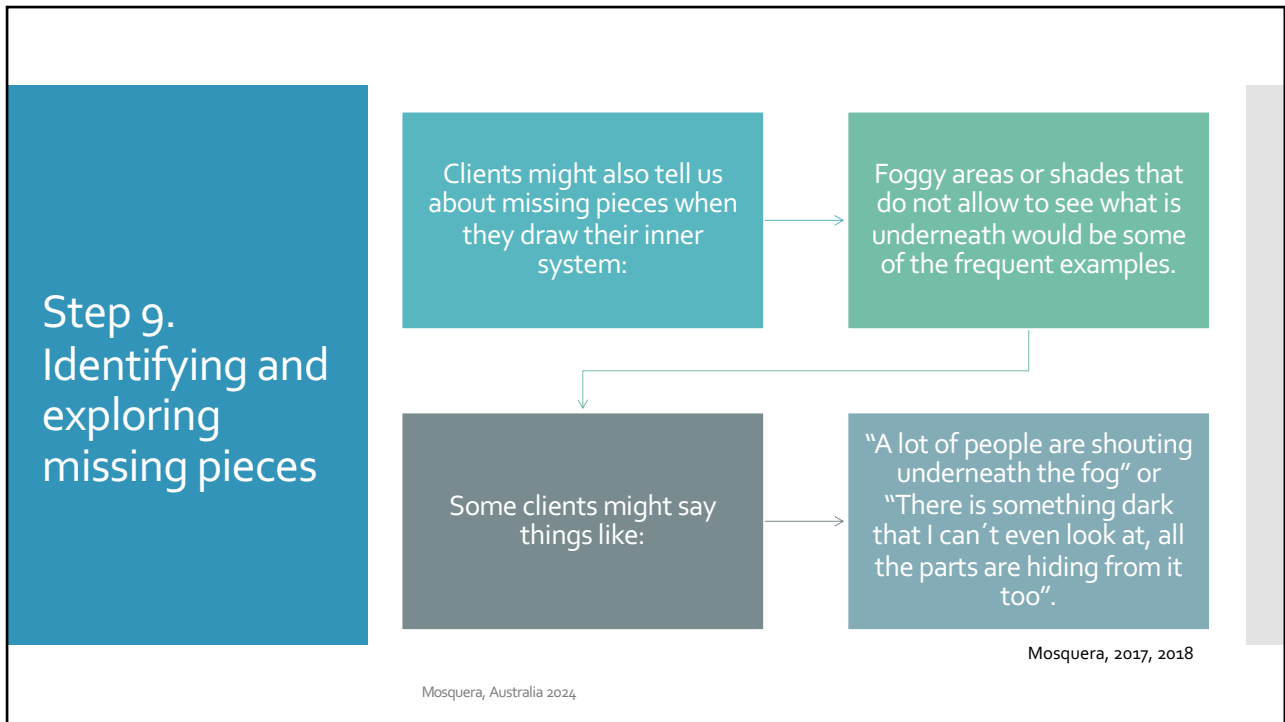 Step 9.
Identifying and
exploring
missing pieces
Clients might also tell us
about missing pieces when
they draw their inner
system:
Foggy areas or shades that
do not allow to see what is
underneath would be some
of the frequent examples.
Some clients might say
things like:
“A lot of people are shouting
underneath the fog” or
“There is something dark
that I can´t even look at, all
the parts are hiding from it
too”.
Mosquera, 2017, 2018
Mosquera, Australia 2024